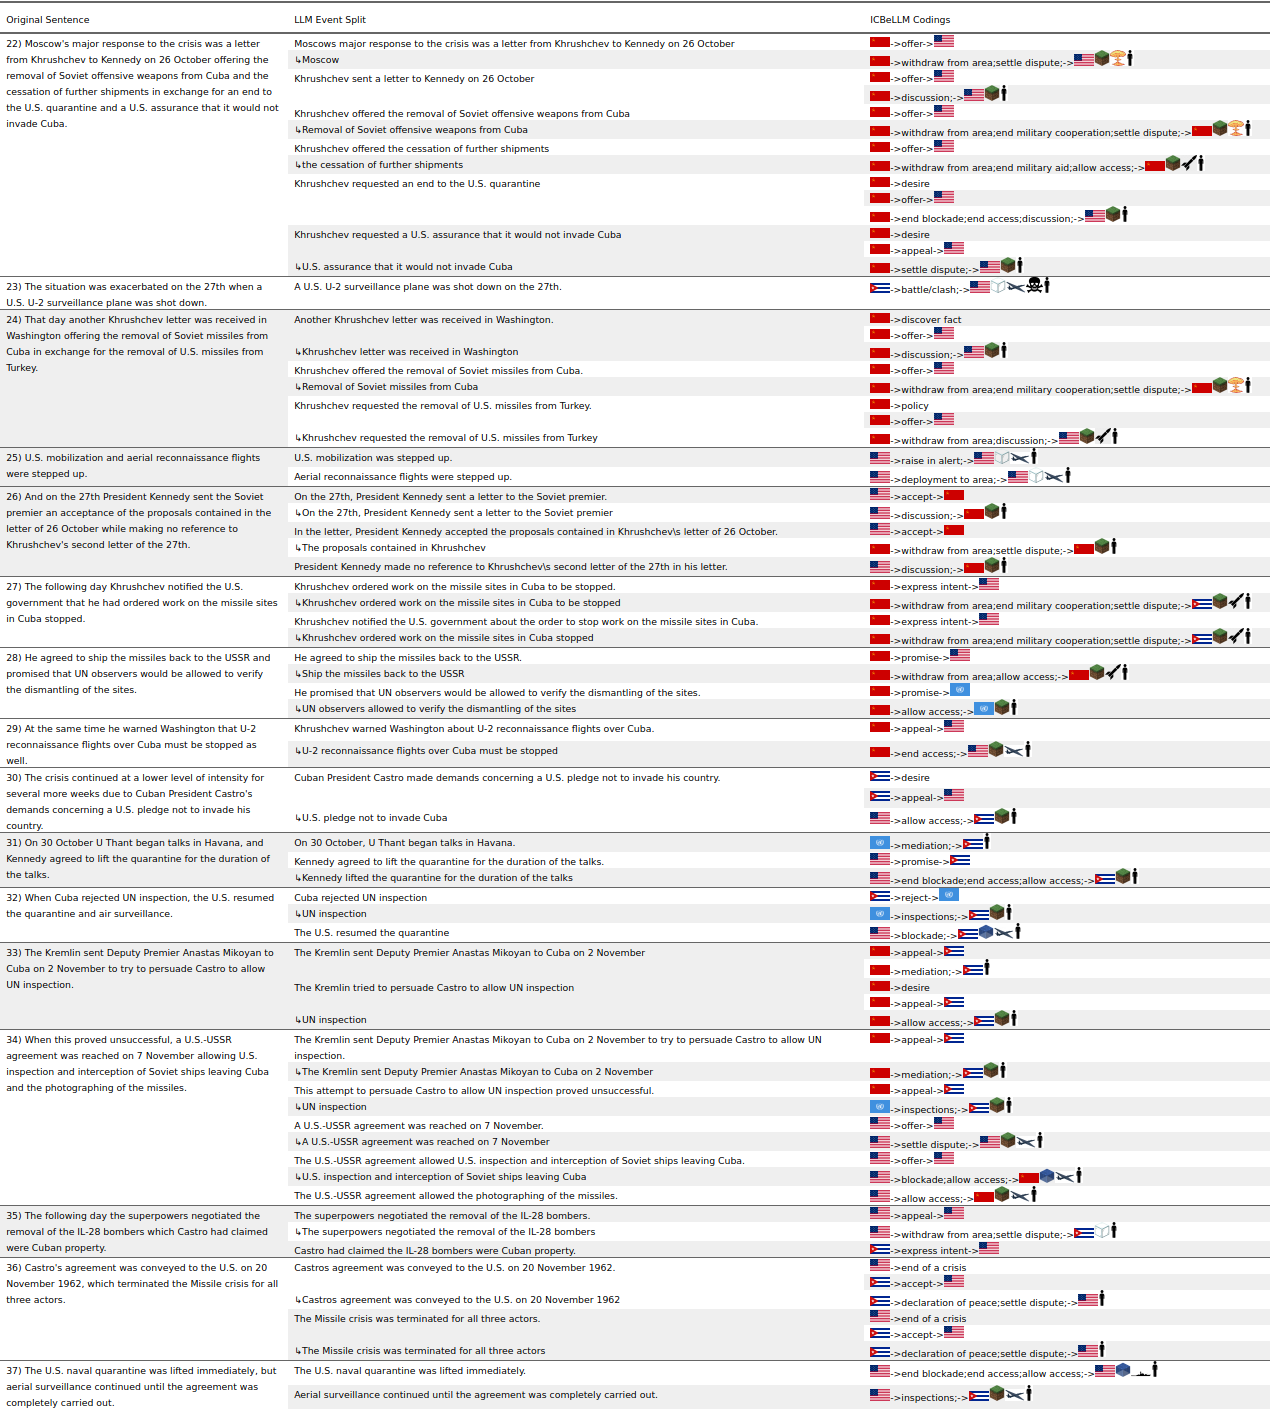 Original Sentence
LLM Event Split
ICBeLLM Codings
22) Moscow's major response to the crisis was a letter
from Khrushchev to Kennedy on 26 October offering the
removal of Soviet offensive weapons from Cuba and the
cessation of further shipments in exchange for an end to
the U.S. quarantine and a U.S. assurance that it would not
invade Cuba.
Moscows major response to the crisis was a letter from Khrushchev to Kennedy on 26 October
↳Moscow
Khrushchev sent a letter to Kennedy on 26 October
Khrushchev offered the removal of Soviet offensive weapons from Cuba
↳Removal of Soviet offensive weapons from Cuba
Khrushchev offered the cessation of further shipments
↳the cessation of further shipments
Khrushchev requested an end to the U.S. quarantine
Khrushchev requested a U.S. assurance that it would not invade Cuba
↳U.S. assurance that it would not invade Cuba
->offer->
->withdraw from area;settle dispute;->
->offer->
->discussion;->
->offer->
->withdraw from area;end military cooperation;settle dispute;->
->offer->
->withdraw from area;end military aid;allow access;->
->desire
->offer->
->end blockade;end access;discussion;->
->desire
->appeal->
->settle dispute;->
23) The situation was exacerbated on the 27th when a
U.S. U-2 surveillance plane was shot down.
A U.S. U-2 surveillance plane was shot down on the 27th.
->battle/clash;->
24) That day another Khrushchev letter was received in
Washington offering the removal of Soviet missiles from
Cuba in exchange for the removal of U.S. missiles from
Turkey.
Another Khrushchev letter was received in Washington.
↳Khrushchev letter was received in Washington
Khrushchev offered the removal of Soviet missiles from Cuba.
↳Removal of Soviet missiles from Cuba
Khrushchev requested the removal of U.S. missiles from Turkey.
↳Khrushchev requested the removal of U.S. missiles from Turkey
->discover fact
->offer->
->discussion;->
->offer->
->withdraw from area;end military cooperation;settle dispute;->
->policy
->offer->
->withdraw from area;discussion;->
25) U.S. mobilization and aerial reconnaissance flights
were stepped up.
U.S. mobilization was stepped up.
Aerial reconnaissance flights were stepped up.
->raise in alert;->
->deployment to area;->
26) And on the 27th President Kennedy sent the Soviet
premier an acceptance of the proposals contained in the
letter of 26 October while making no reference to
Khrushchev's second letter of the 27th.
On the 27th, President Kennedy sent a letter to the Soviet premier.
↳On the 27th, President Kennedy sent a letter to the Soviet premier
In the letter, President Kennedy accepted the proposals contained in Khrushchev\s letter of 26 October.
↳The proposals contained in Khrushchev
President Kennedy made no reference to Khrushchev\s second letter of the 27th in his letter.
->accept->
->discussion;->
->accept->
->withdraw from area;settle dispute;->
->discussion;->
27) The following day Khrushchev notified the U.S.
government that he had ordered work on the missile sites
in Cuba stopped.
Khrushchev ordered work on the missile sites in Cuba to be stopped.
↳Khrushchev ordered work on the missile sites in Cuba to be stopped
Khrushchev notified the U.S. government about the order to stop work on the missile sites in Cuba.
↳Khrushchev ordered work on the missile sites in Cuba stopped
->express intent->
->withdraw from area;end military cooperation;settle dispute;->
->express intent->
->withdraw from area;end military cooperation;settle dispute;->
28) He agreed to ship the missiles back to the USSR and
promised that UN observers would be allowed to verify
the dismantling of the sites.
He agreed to ship the missiles back to the USSR.
↳Ship the missiles back to the USSR
He promised that UN observers would be allowed to verify the dismantling of the sites.
↳UN observers allowed to verify the dismantling of the sites
->promise->
->withdraw from area;allow access;->
->promise->
->allow access;->
29) At the same time he warned Washington that U-2
reconnaissance flights over Cuba must be stopped as
well.
Khrushchev warned Washington about U-2 reconnaissance flights over Cuba.
↳U-2 reconnaissance flights over Cuba must be stopped
->appeal->
->end access;->
30) The crisis continued at a lower level of intensity for
several more weeks due to Cuban President Castro's
demands concerning a U.S. pledge not to invade his
country.
Cuban President Castro made demands concerning a U.S. pledge not to invade his country.
↳U.S. pledge not to invade Cuba
->desire
->appeal->
->allow access;->
31) On 30 October U Thant began talks in Havana, and
Kennedy agreed to lift the quarantine for the duration of
the talks.
On 30 October, U Thant began talks in Havana.
Kennedy agreed to lift the quarantine for the duration of the talks.
↳Kennedy lifted the quarantine for the duration of the talks
->mediation;->
->promise->
->end blockade;end access;allow access;->
32) When Cuba rejected UN inspection, the U.S. resumed
the quarantine and air surveillance.
Cuba rejected UN inspection
↳UN inspection
The U.S. resumed the quarantine
->reject->
->inspections;->
->blockade;->
33) The Kremlin sent Deputy Premier Anastas Mikoyan to
Cuba on 2 November to try to persuade Castro to allow
UN inspection.
The Kremlin sent Deputy Premier Anastas Mikoyan to Cuba on 2 November
The Kremlin tried to persuade Castro to allow UN inspection
↳UN inspection
->appeal->
->mediation;->
->desire
->appeal->
->allow access;->
34) When this proved unsuccessful, a U.S.-USSR
agreement was reached on 7 November allowing U.S.
inspection and interception of Soviet ships leaving Cuba
and the photographing of the missiles.
The Kremlin sent Deputy Premier Anastas Mikoyan to Cuba on 2 November to try to persuade Castro to allow UN
inspection.
↳The Kremlin sent Deputy Premier Anastas Mikoyan to Cuba on 2 November
This attempt to persuade Castro to allow UN inspection proved unsuccessful.
↳UN inspection
A U.S.-USSR agreement was reached on 7 November.
↳A U.S.-USSR agreement was reached on 7 November
The U.S.-USSR agreement allowed U.S. inspection and interception of Soviet ships leaving Cuba.
↳U.S. inspection and interception of Soviet ships leaving Cuba
The U.S.-USSR agreement allowed the photographing of the missiles.
->appeal->
->mediation;->
->appeal->
->inspections;->
->offer->
->settle dispute;->
->offer->
->blockade;allow access;->
->allow access;->
35) The following day the superpowers negotiated the
removal of the IL-28 bombers which Castro had claimed
were Cuban property.
The superpowers negotiated the removal of the IL-28 bombers.
↳The superpowers negotiated the removal of the IL-28 bombers
Castro had claimed the IL-28 bombers were Cuban property.
->appeal->
->withdraw from area;settle dispute;->
->express intent->
36) Castro's agreement was conveyed to the U.S. on 20
November 1962, which terminated the Missile crisis for all
three actors.
Castros agreement was conveyed to the U.S. on 20 November 1962.
↳Castros agreement was conveyed to the U.S. on 20 November 1962
The Missile crisis was terminated for all three actors.
↳The Missile crisis was terminated for all three actors
->end of a crisis
->accept->
->declaration of peace;settle dispute;->
->end of a crisis
->accept->
->declaration of peace;settle dispute;->
37) The U.S. naval quarantine was lifted immediately, but
aerial surveillance continued until the agreement was
completely carried out.
The U.S. naval quarantine was lifted immediately.
Aerial surveillance continued until the agreement was completely carried out.
->end blockade;end access;allow access;->
->inspections;->